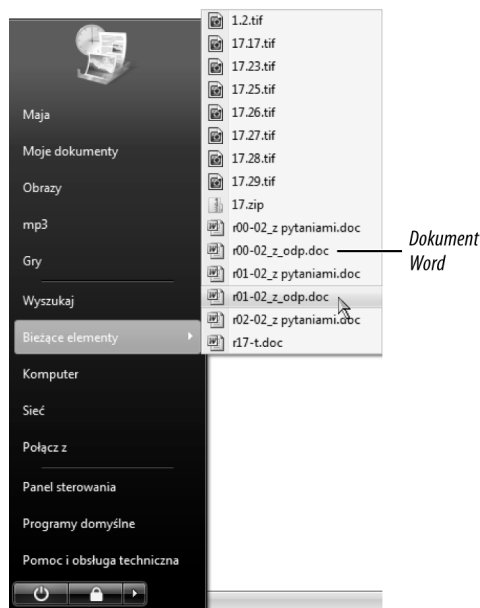 Maja
Moje dokumenty
Obrazy
mp3
Gry
Wyszukaj
Bieżące elementy
Komputer
Sieć
Połącz z
Panel sterowania
Programy domyślne
Pomoc i obsługa techniczna
1.2.tif
17.17.tif
17.23.tif
17.25.tif
17.26.tif
17.27.tif
17.28.tif
17.29.tif
17.zip
r00-02_z pytaniami.doc
r00-02_z_odp.doc
r01-02_z pytaniami.doc
r01-02_z_odp.doc
r02-02_z pytaniami.doc
r17-t.doc
Dokument
Word